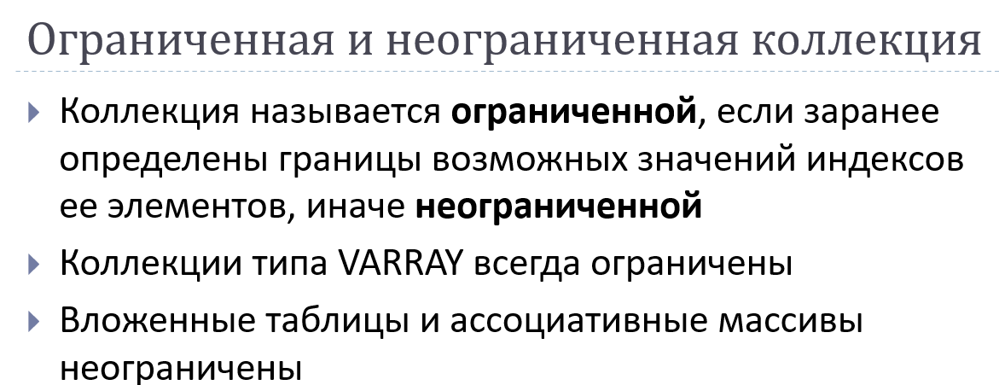 Ограниченная и неограниченная коллекция
Коллекция называется ограниченной, если заранее
определены границы возможных значений индексов
ее элементов, иначе неограниченной
Коллекции типа VARRAY всегда ограничены
Вложенные таблицы и ассоциативные массивы
неограничены